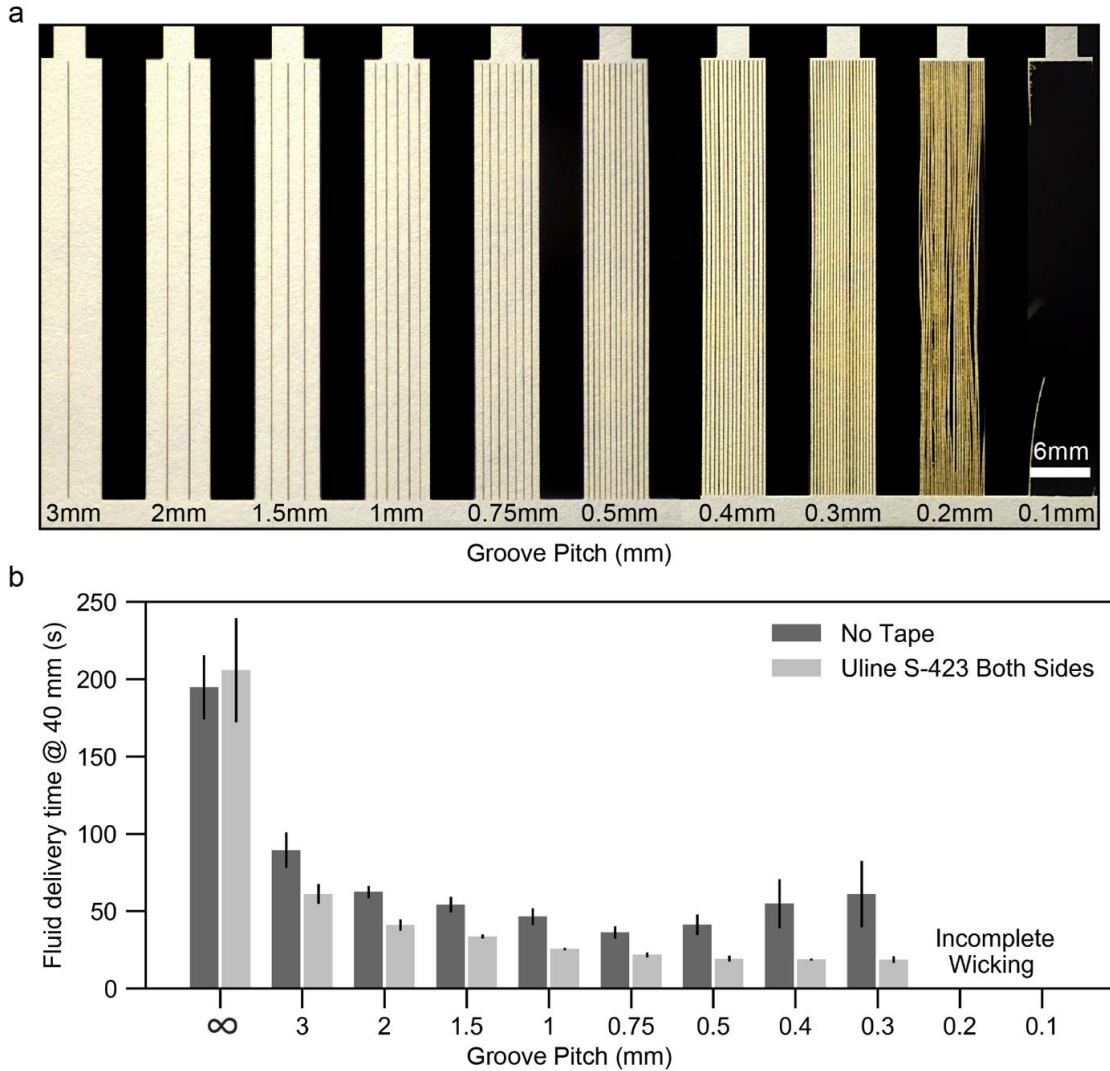 a
3mm 2mm 1.5mm 1mm 0.75mm 0.5mm 0.4mm 0.3mm 0.2mm 0.1mm
6mm
Groove Pitch (mm)
b
Fluid delivery time @ 40 mm (s)
250
200
150
100
50
0
No Tape
Uline S-423 Both Sides
Incomplete
Wicking
∞ 3 2 1.5 1 0.75 0.5 0.4 0.3 0.2 0.1
Groove Pitch (mm)